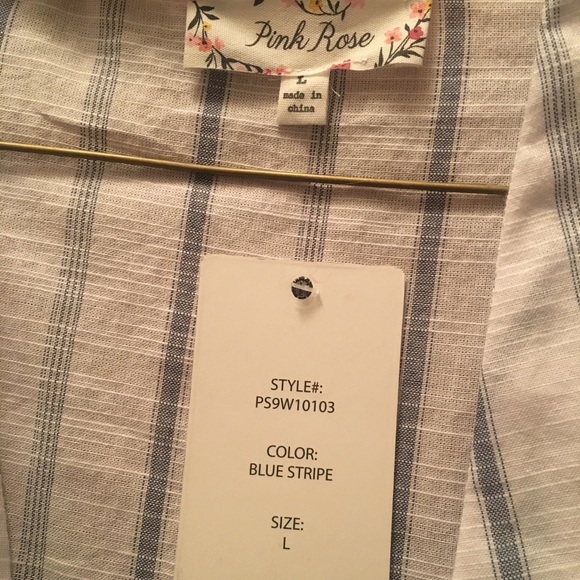 Pink Rose
L
made in
china
STYLE#:
PS9W10103
COLOR:
BLUE STRIPE
SIZE:
L